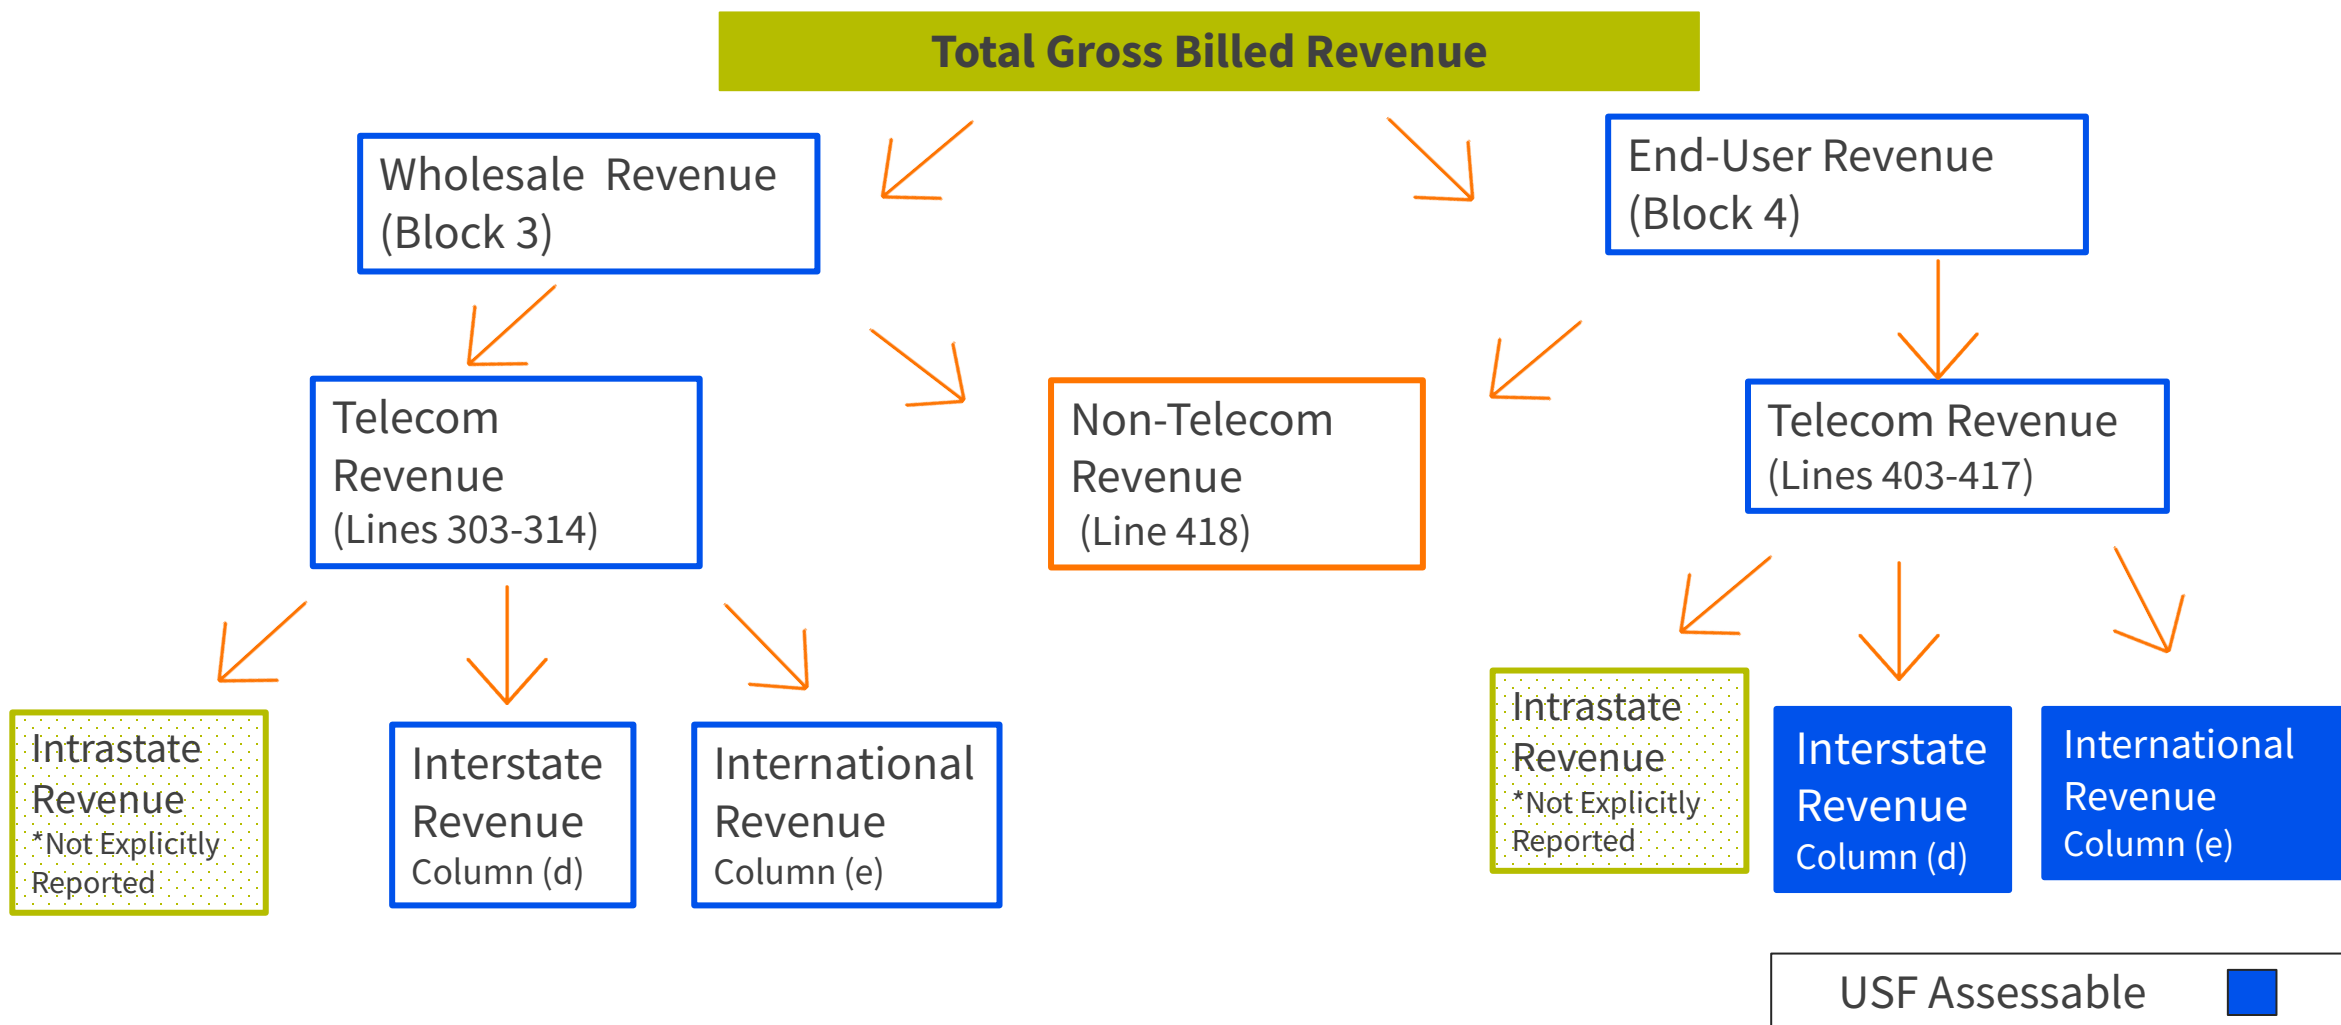 Total Gross Billed Revenue
Wholesale Revenue
(Block 3)
End-User Revenue
(Block 4)
Telecom
Revenue
(Lines 303-314)
Non-Telecom
Revenue
(Line 418)
Telecom Revenue
(Lines 403-417)
Intrastate
Revenue
*Not Explicitly
Reported
Interstate
Revenue
Column (d)
International
Revenue
Column (e)
Intrastate
Revenue
*Not Explicitly
Reported
Interstate
Revenue
Column (d)
International
Revenue
Column (e)
USF Assessable